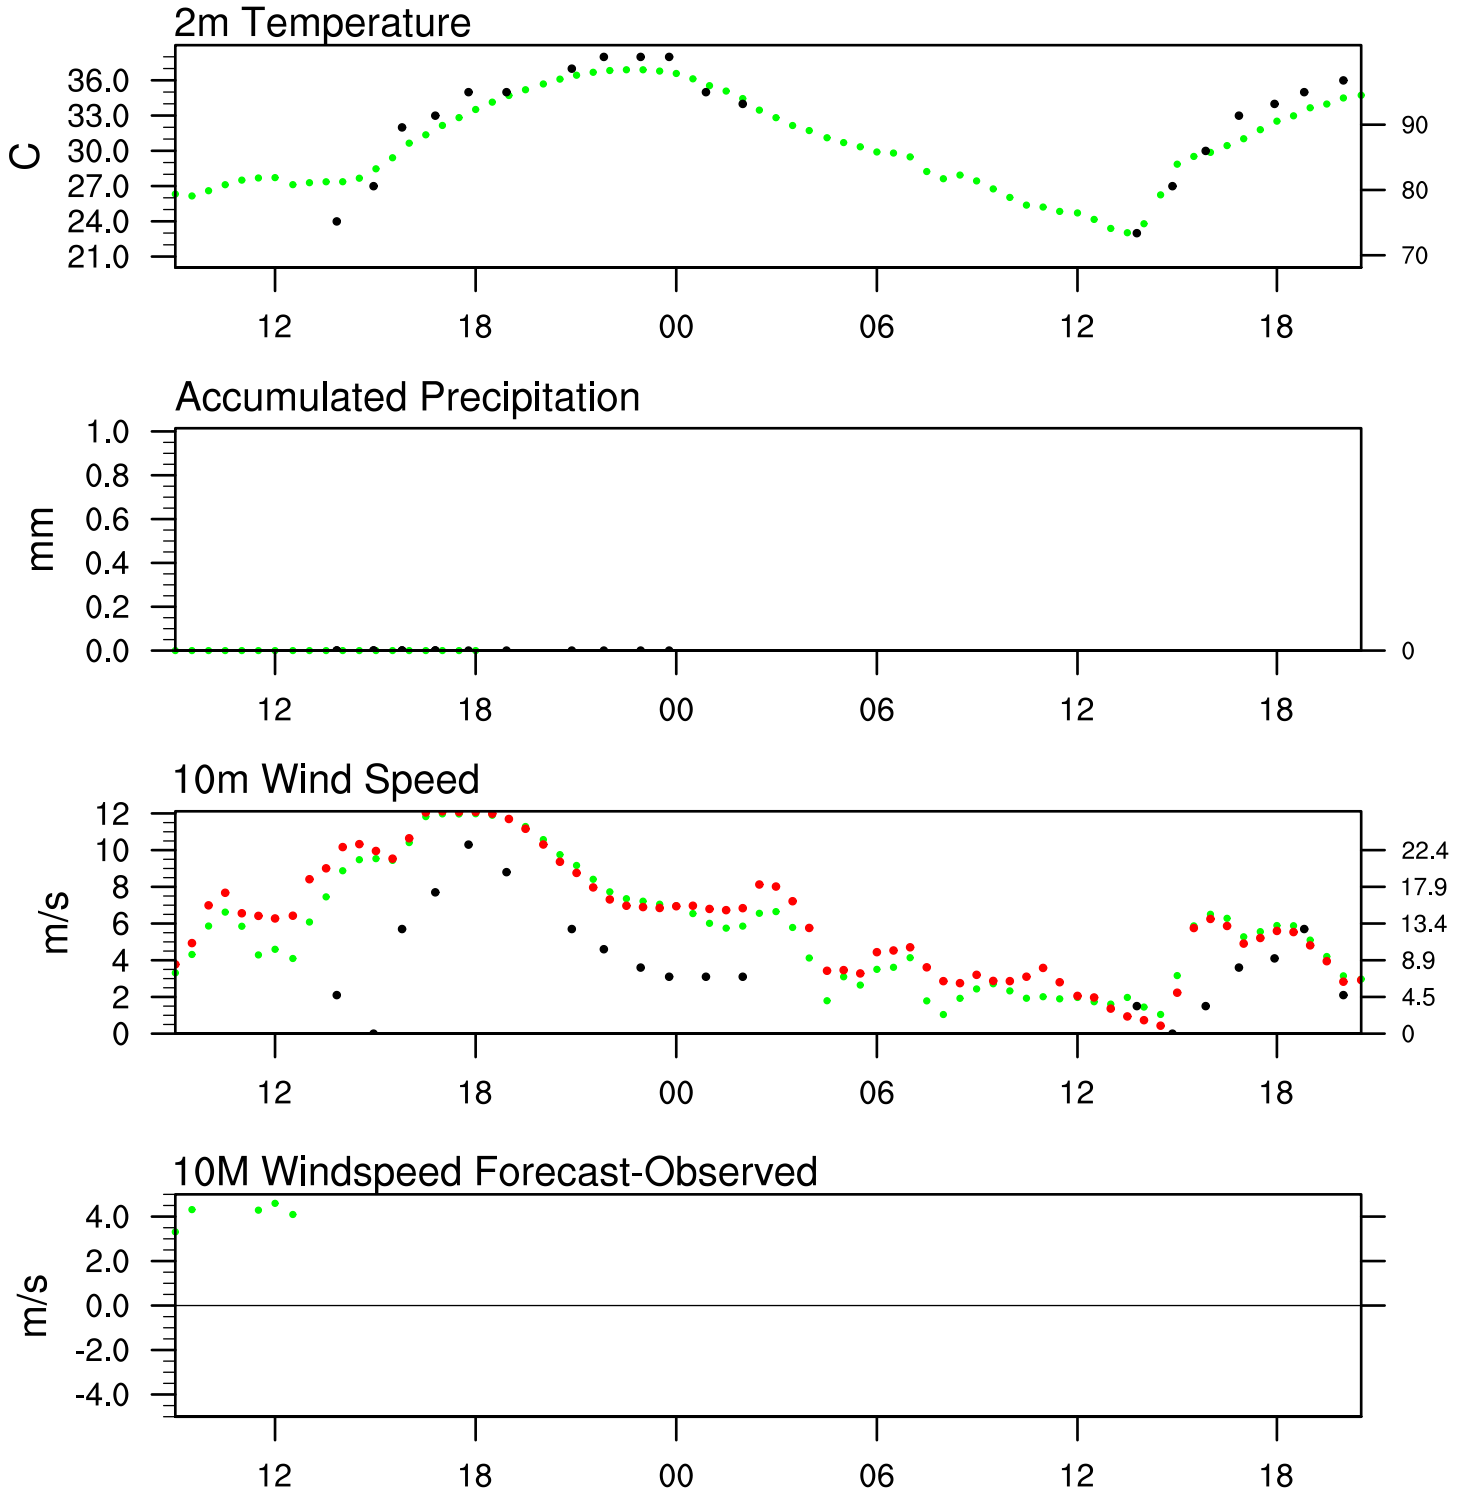 2m Temperature
36.0
33.0
30.0
27.0
24.0
21.0
C
90
80
70
12 18 00 06 12 18
Accumulated Precipitation
1.0
0.8
0.6
0.4
0.2
0.0
mm
0
12 18 00 06 12 18
10m Wind Speed
12
10
8
6
4
2
0
m/s
22.4
17.9
13.4
8.9
4.5
0
12 18 00 06 12 18
10M Windspeed Forecast-Observed
4.0
2.0
0.0
-2.0
-4.0
m/s
12 18 00 06 12 18